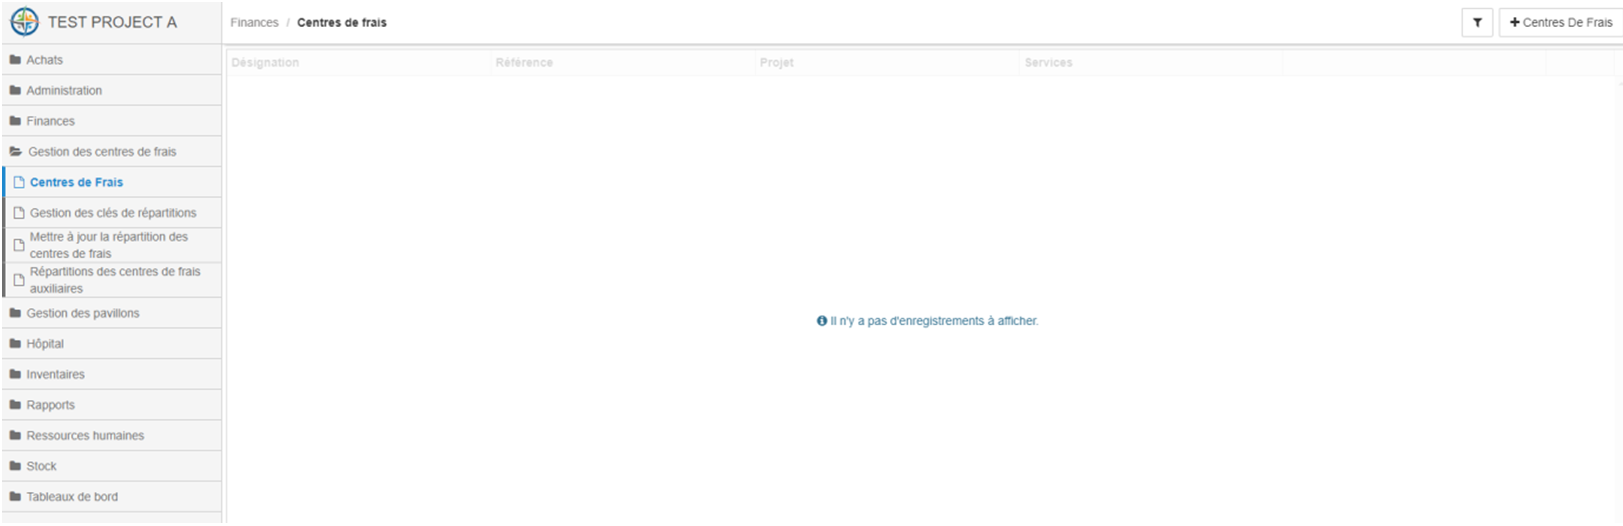 TEST PROJECT A
Finances / Centres de frais
Centres De Frais
Achats
Administration
Finances
Gestion des centres de frais
Centres de Frais
Gestion des clés de répartitions
Mettre à jour la répartition des
centres de frais
Répartitions des centres de frais
auxiliaires
Gestion des pavillons
Hôpital
Inventaires
Rapports
Ressources humaines
Stock
Tableaux de bord
Désignation Référence Projet Services
Il n'y a pas d'enregistrements à afficher.